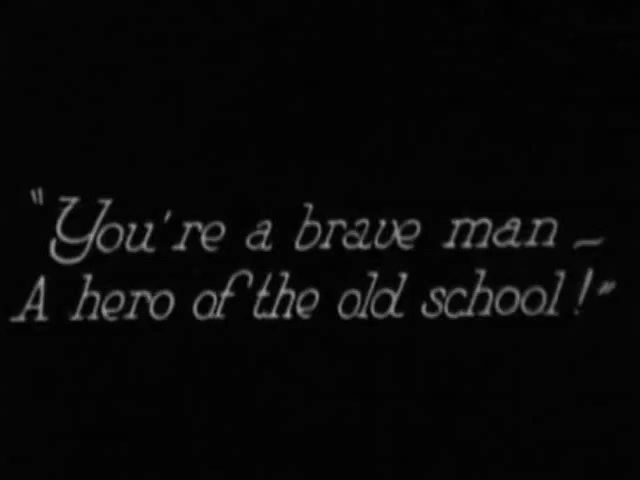 "You're a brave man —
A hero of the old school!"